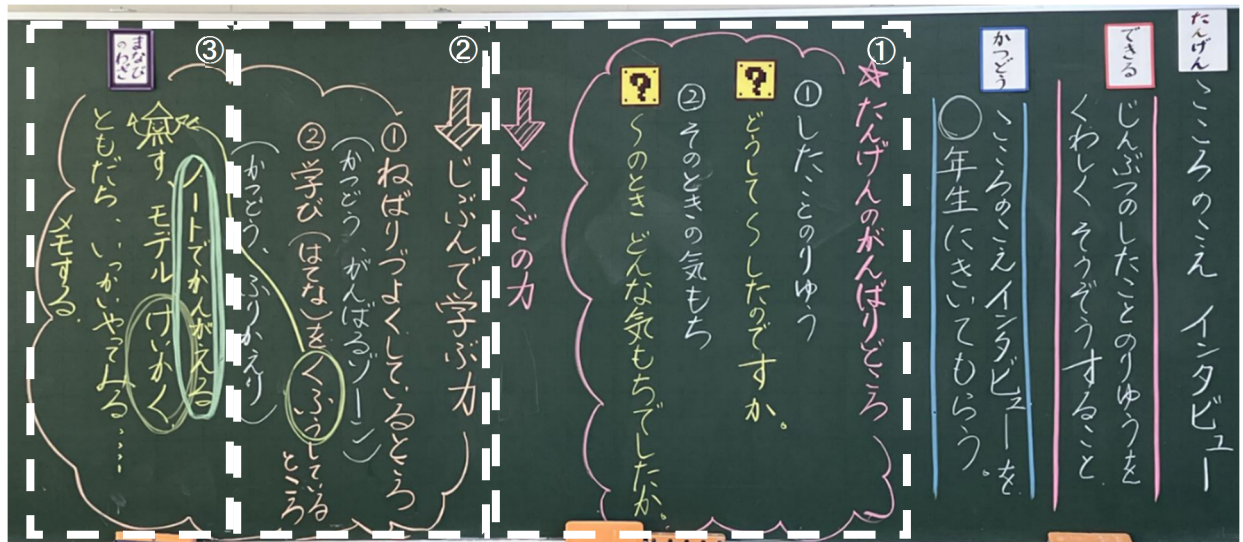 たんげん
こころのこえ インタビュー
できる
じんぶつのしたことのりゆうを
くわしく そうぞうすること
かつどう
こころのこえ インタビューを
◯年生にきいてもらう。
①
☆たんげんのがんばりどころ
①したことのりゆう
? どうして〜したのですか。
②そのときの気もち
? 〜のとき どんな気もちでしたか。
こくごの力
②
じぶんで学ぶ力
①ねばりづよくしているところ
(かつどう、がんばるゾーン)
②学び(はてな)をくふうしている
ところ
(かつどう、ふりかえり)
③
まなび
のわざ
ノートでかんがえる
す、モデル けいかく
ともだち、いっかいやってみる……
メモする